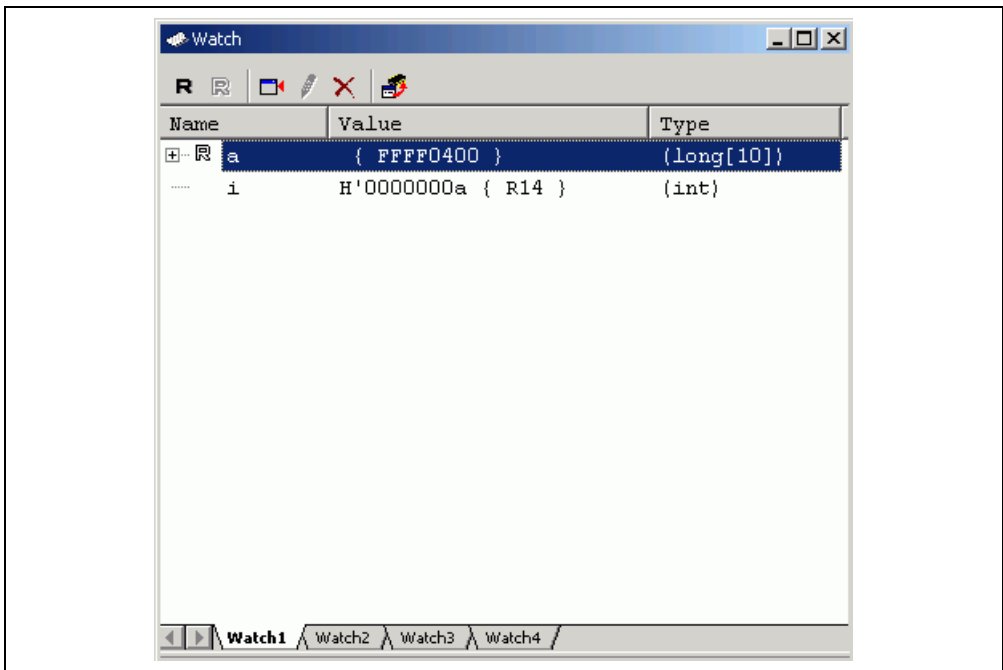 Watch
R R
Name Value Type
R a { FFFF0400 } (long[10])
i H'0000000a { R14 } (int)
Watch1 Watch2 Watch3 Watch4